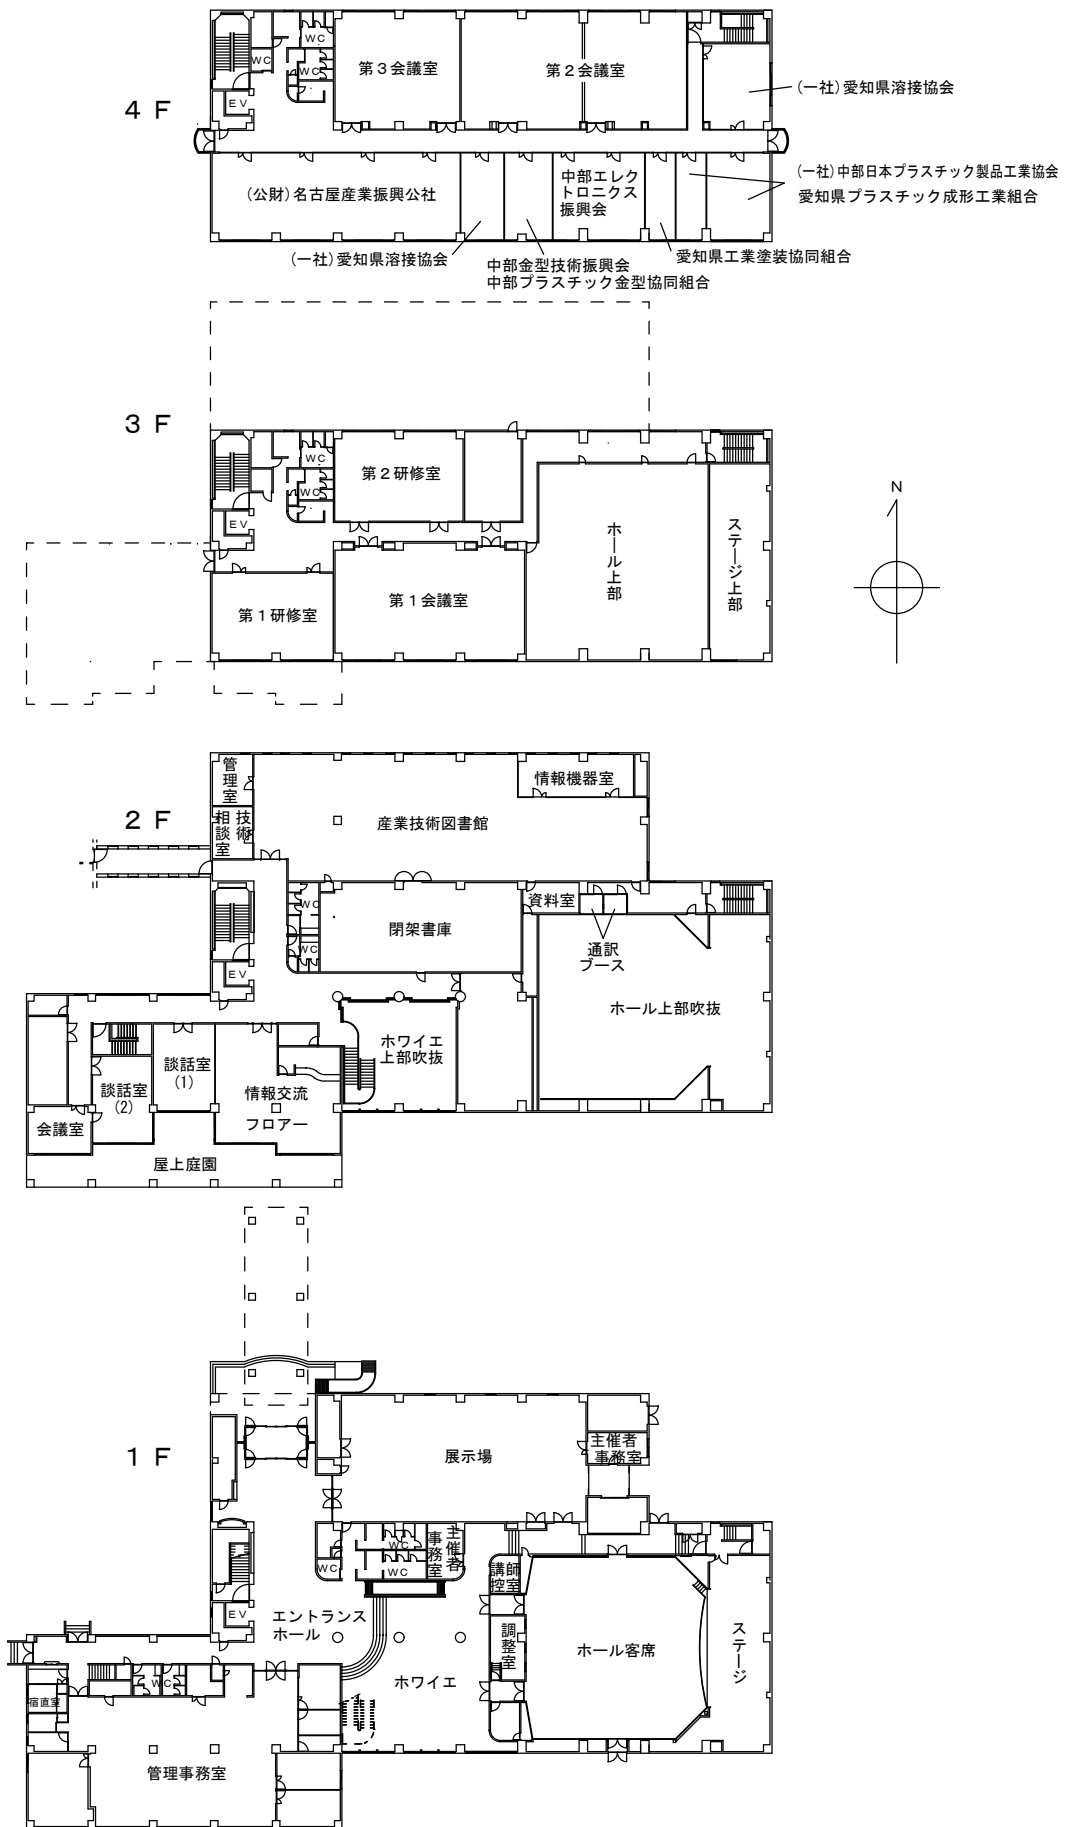 4 F
WC
WC
WC
EV
第3会議室
第2会議室
(一社)愛知県溶接協会
(公財)名古屋産業振興公社
中部エレク
トロニクス
振興会
(一社)中部日本プラスチック製品工業協会
愛知県プラスチック成形工業組合
(一社)愛知県溶接協会
中部金型技術振興会
中部プラスチック金型協同組合
愛知県工業塗装協同組合
3 F
WC
WC
EV
第2研修室
第1研修室
第1会議室
ホール上部
ステージ上部
N
2 F
管理室
技術
相談室
情報機器室
産業技術図書館
WC
WC
EV
閉架書庫
資料室
通訳
ブース
ホール上部吹抜
ホワイエ
上部吹抜
談話室
(1)
談話室
(2)
情報交流
フロアー
会議室
屋上庭園
1 F
展示場
主催者
事務室
WC
WC
WC
主催者
事務室
講師
控室
EV
エントランス
ホール
調整室
ホール客席
ステージ
ホワイエ
WC
宿直室
管理事務室